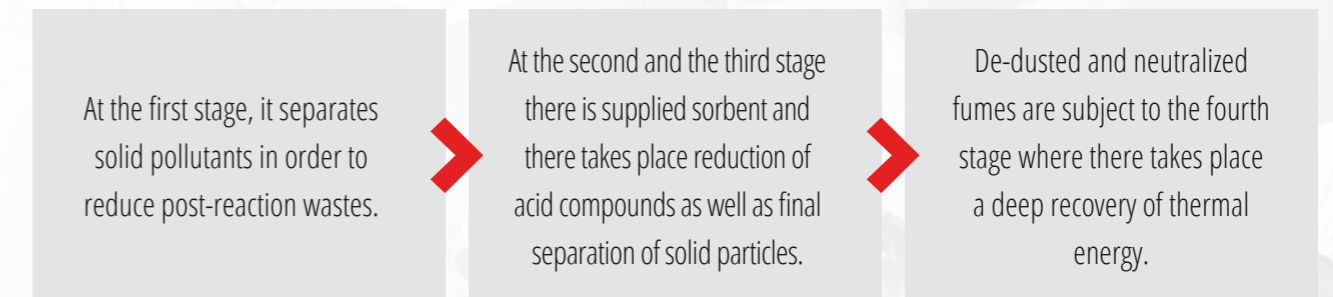 At the first stage, it separates
solid pollutants in order to
reduce post-reaction wastes.
At the second and the third stage
there is supplied sorbent and
there takes place reduction of
acid compounds as well as final
separation of solid particles.
De-dusted and neutralized
fumes are subject to the fourth
stage where there takes place
a deep recovery of thermal
energy.